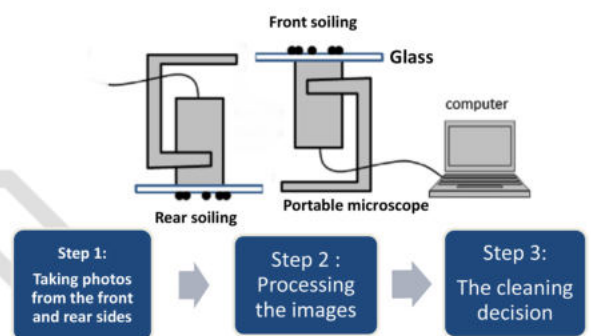 Front soiling
Glass
computer
Rear soiling
Portable microscope
Step 1:
Taking photos
from the front
and rear sides
Step 2 :
Processing
the images
Step 3:
The cleaning
decision